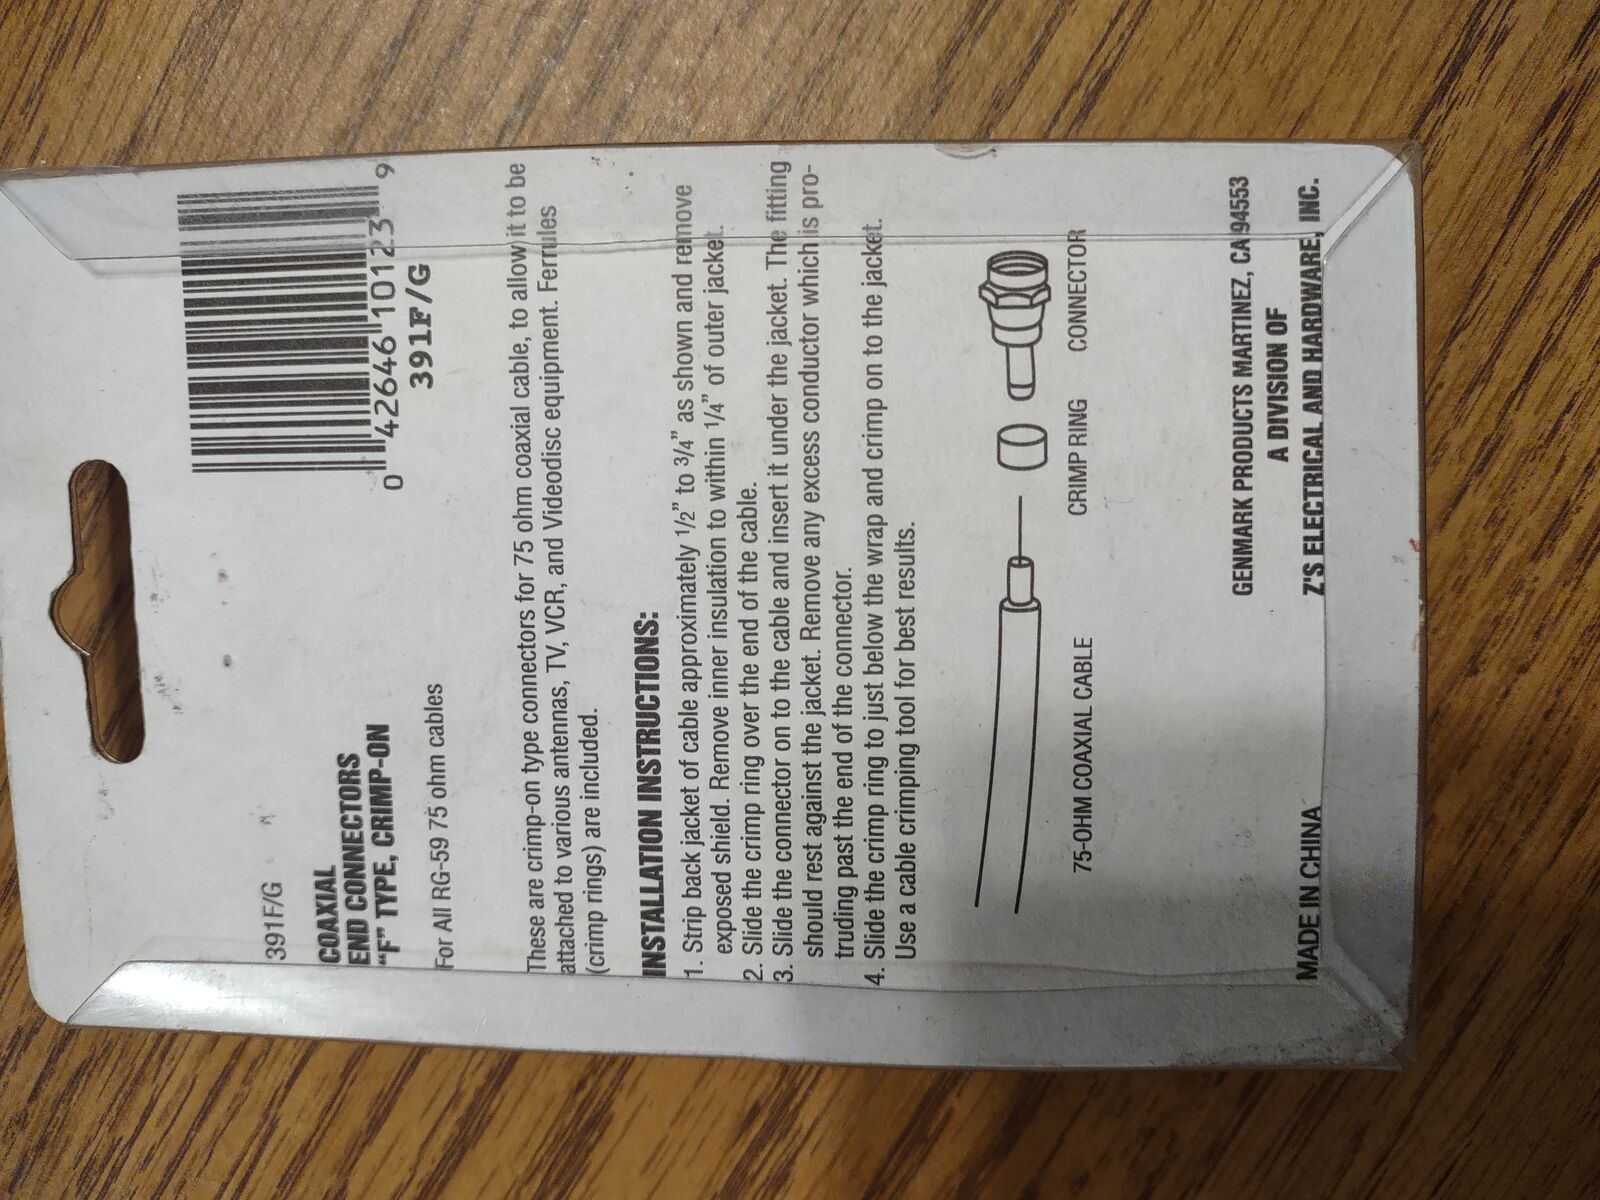 0 42646 10123 9
391F/G
391F/G
COAXIAL
END CONNECTORS
"F" TYPE, CRIMP-ON
For All RG-59 75 ohm cables
These are crimp-on type connectors for 75 ohm coaxial cable, to allow it to be
attached to various antennas, TV, VCR, and Videodisc equipment. Ferrules
(crimp rings) are included.
INSTALLATION INSTRUCTIONS:
1. Strip back jacket of cable approximately 1/2" to 3/4" as shown and remove
exposed shield. Remove inner insulation to within 1/4" of outer jacket.
2. Slide the crimp ring over the end of the cable.
3. Slide the connector on to the cable and insert it under the jacket. The fitting
should rest against the jacket. Remove any excess conductor which is pro-
truding past the end of the connector.
4. Slide the crimp ring to just below the wrap and crimp on to the jacket.
Use a cable crimping tool for best results.
75-OHM COAXIAL CABLE CRIMP RING CONNECTOR
GENMARK PRODUCTS MARTINEZ, CA 94553
A DIVISION OF
MADE IN CHINA Z'S ELECTRICAL AND HARDWARE, INC.